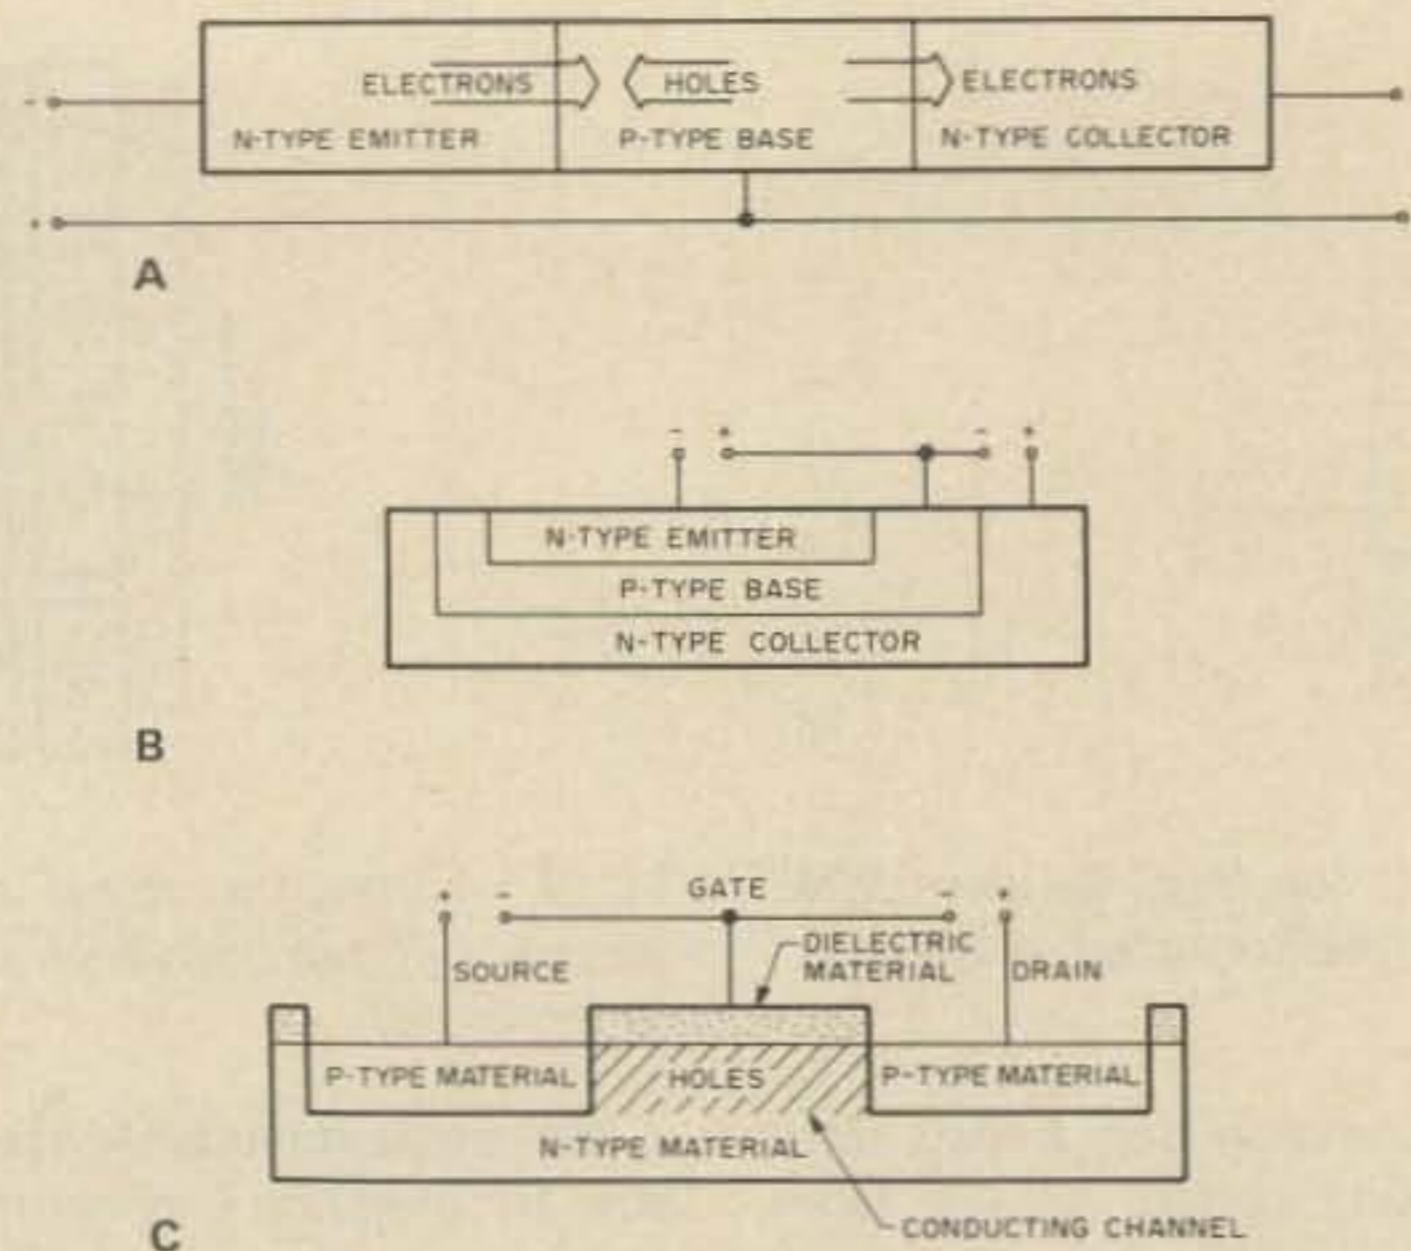 ELECTRONS HOLES ELECTRONS
- N-TYPE EMITTER P-TYPE BASE N-TYPE COLLECTOR
+
A
- + - +
N-TYPE EMITTER
P-TYPE BASE
N-TYPE COLLECTOR
B
+ - GATE - +
DIELECTRIC
SOURCE MATERIAL DRAIN
P-TYPE MATERIAL HOLES P-TYPE MATERIAL
N-TYPE MATERIAL
C
CONDUCTING CHANNEL